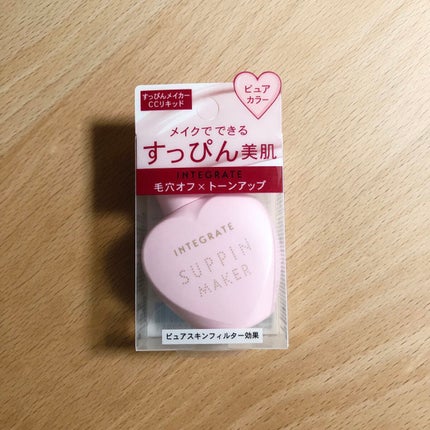 すっぴんメイカー
CCリキッド
ピュア
カラー
メイクでできる
すっぴん美肌
INTEGRATE
毛穴オフ×トーンアップ
INTEGRATE
SUPPIN
MAKER
ピュアスキンフィルター効果